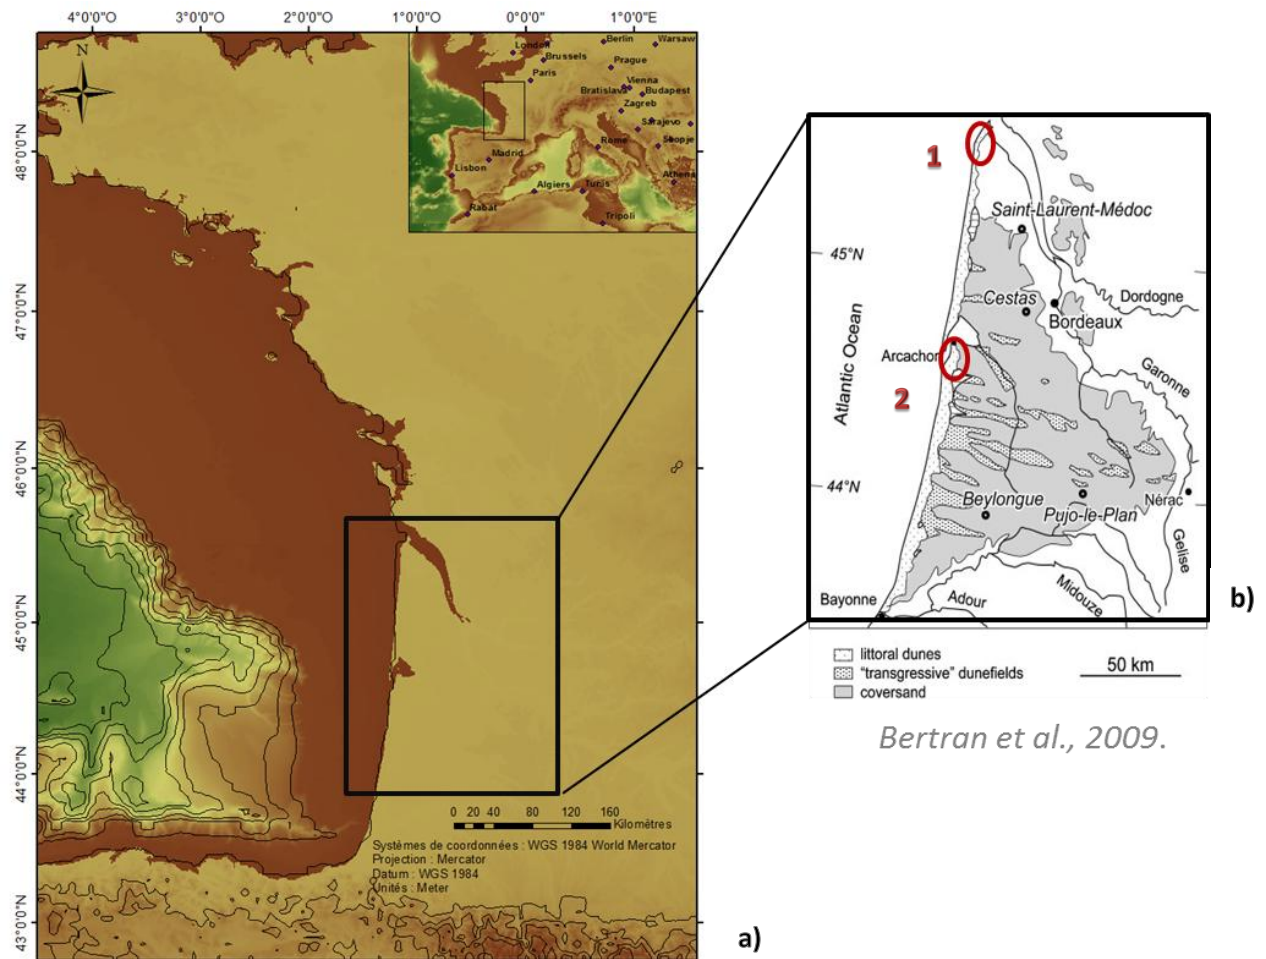 4°0'0"O 3°0'0"O 2°0'0"O 1°0'0"O 0°0'0"E 1°0'0"E
N
48°0'0"N
47°0'0"N
46°0'0"N
45°0'0"N
44°0'0"N
43°0'0"N
London
Berlin
Warsaw
Brussels
Paris
Prague
Vienna
Bratislava
Budapest
Zagreb
Sarajevo
Skopje
Rome
Madrid
Lisbon
Athens
Algiers
Tunis
Rabat
Tripoli
0 20 40 80 120 160
Kilomètres
Systèmes de coordonnées : WGS 1984 World Mercator
Projection : Mercator
Datum : WGS 1984
Unités : Meter
a)
1
Saint-Laurent-Médoc
45°N
Cestas
Dordogne
Bordeaux
Arcachon
Garonne
2
Atlantic Ocean
44°N
Beylongue
Pujo-le-Plan
Nérac
Gelise
Bayonne
Adour
Midouze
b)
littoral dunes
"transgressive" dunefields
coversand
50 km
Bertran et al., 2009.